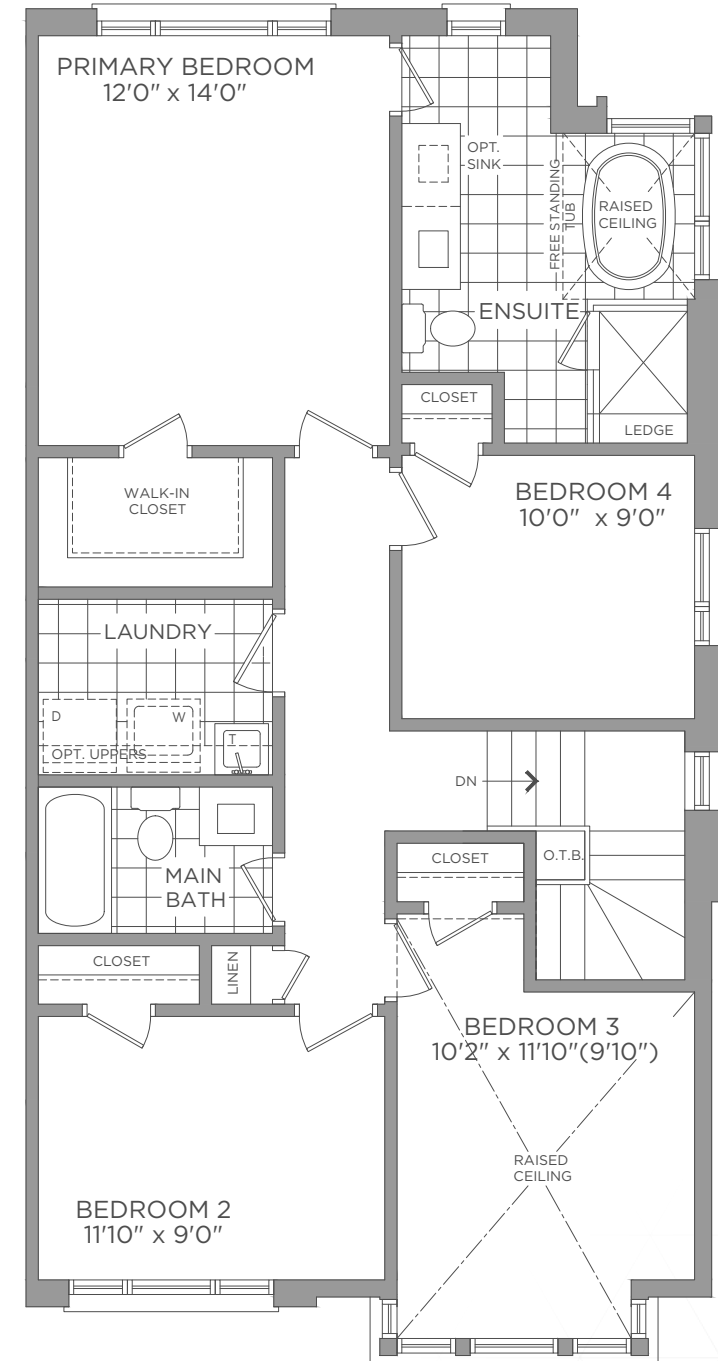 PRIMARY BEDROOM
12'0" x 14'0"
OPT.
SINK
FREE STANDING
TUB
RAISED
CEILING
ENSUITE
CLOSET
LEDGE
WALK-IN
CLOSET
BEDROOM 4
10'0" x 9'0"
LAUNDRY
D
W
T
OPT. UPPERS
DN
MAIN
BATH
CLOSET
O.T.B.
CLOSET
LINEN
BEDROOM 3
10'2" x 11'10"(9'10")
RAISED
CEILING
BEDROOM 2
11'10" x 9'0"